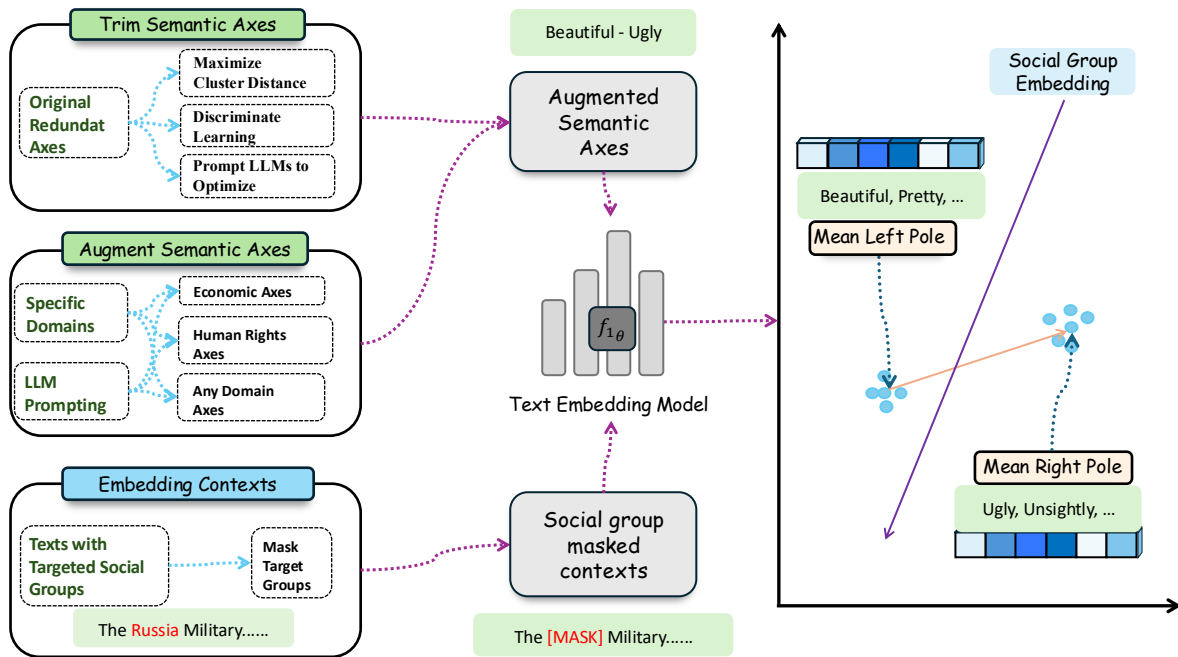 Trim Semantic Axes
Original
Redundat
Axes
Maximize
Cluster Distance
Discriminate
Learning
Prompt LLMs to
Optimize
Augment Semantic Axes
Specific
Domains
LLM
Prompting
Economic Axes
Human Rights
Axes
Any Domain
Axes
Embedding Contexts
Texts with
Targeted Social
Groups
Mask
Target
Groups
The Russia Military......
Beautiful - Ugly
Augmented
Semantic
Axes
f1θ
Text Embedding Model
Social group
masked
contexts
The [MASK] Military......
Social Group
Embedding
Beautiful, Pretty, ...
Mean Left Pole
Mean Right Pole
Ugly, Unsightly, ...